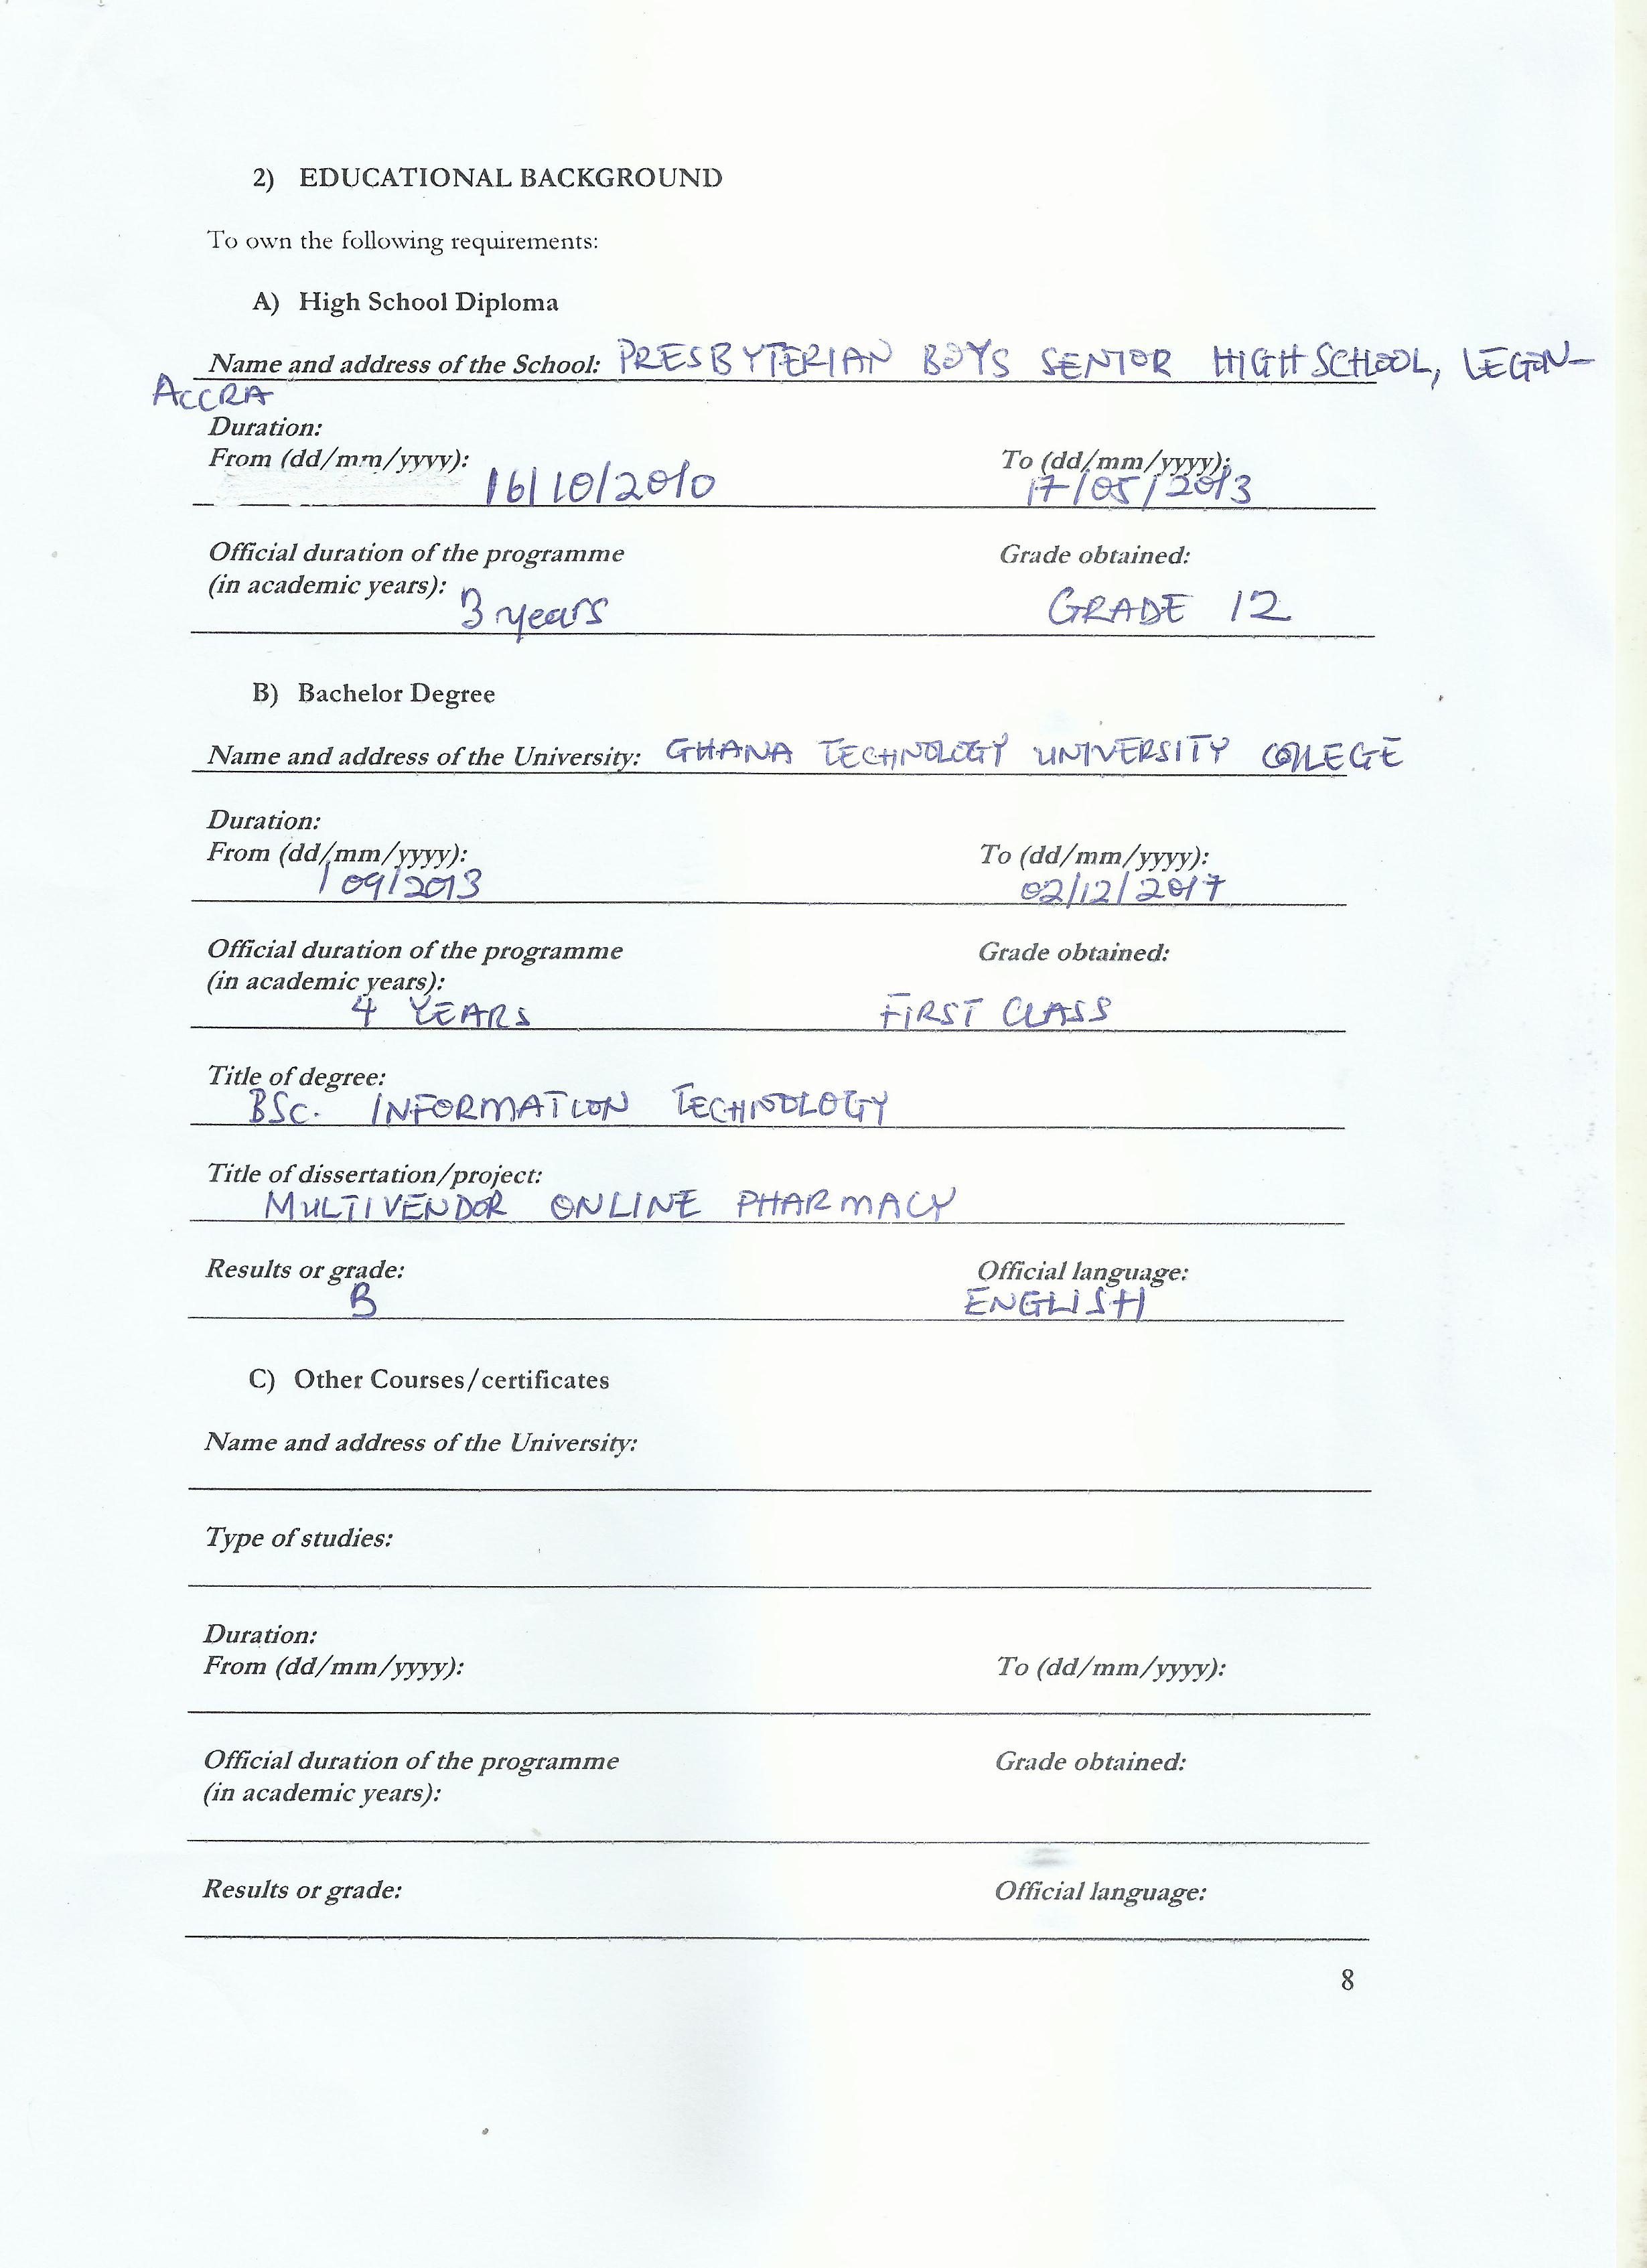 2) EDUCATIONAL BACKGROUND
To own the following requirements:
A) High School Diploma
Name and address of the School: PRESBYTERIAN BOYS SENIOR HIGH SCHOOL, LEGON-
ACCRA
Duration:
From (dd/mm/yyyy): To (dd/mm/yyyy):
16/10/2010 17/05/2013
Official duration of the programme Grade obtained:
(in academic years):
3 years GRADE 12
B) Bachelor Degree
Name and address of the University: GHANA TECHNOLOGY UNIVERSITY COLLEGE
Duration:
From (dd/mm/yyyy): To (dd/mm/yyyy):
/09/2013 02/12/2017
Official duration of the programme Grade obtained:
(in academic years):
4 YEARS FIRST CLASS
Title of degree:
BSc. INFORMATION TECHNOLOGY
Title of dissertation/project:
MULTIVENDOR ONLINE PHARMACY
Results or grade: Official language:
B ENGLISH
C) Other Courses/certificates
Name and address of the University:
Type of studies:
Duration:
From (dd/mm/yyyy): To (dd/mm/yyyy):
Official duration of the programme Grade obtained:
(in academic years):
Results or grade: Official language:
8